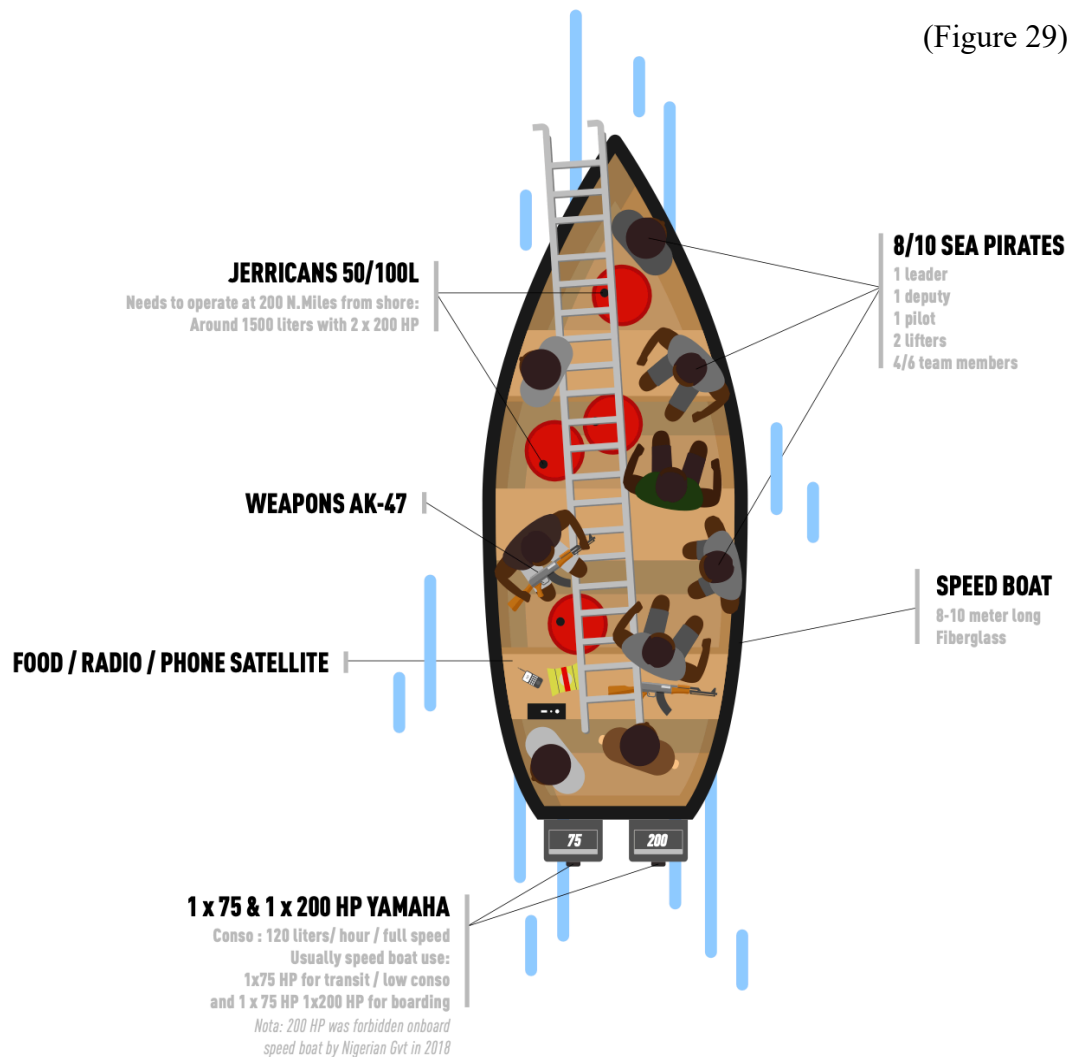 (Figure 29)
JERRICANS 50/100L
Needs to operate at 200 N.Miles from shore:
Around 1500 liters with 2 x 200 HP
8/10 SEA PIRATES
1 leader
1 deputy
1 pilot
2 lifters
4/6 team members
WEAPONS AK-47
SPEED BOAT
8-10 meter long
Fiberglass
FOOD / RADIO / PHONE SATELLITE
75
200
1 x 75 & 1 x 200 HP YAMAHA
Conso : 120 liters/ hour / full speed
Usually speed boat use:
1x75 HP for transit / low conso
and 1 x 75 HP 1x200 HP for boarding
Nota: 200 HP was forbidden onboard
speed boat by Nigerian Gvt in 2018